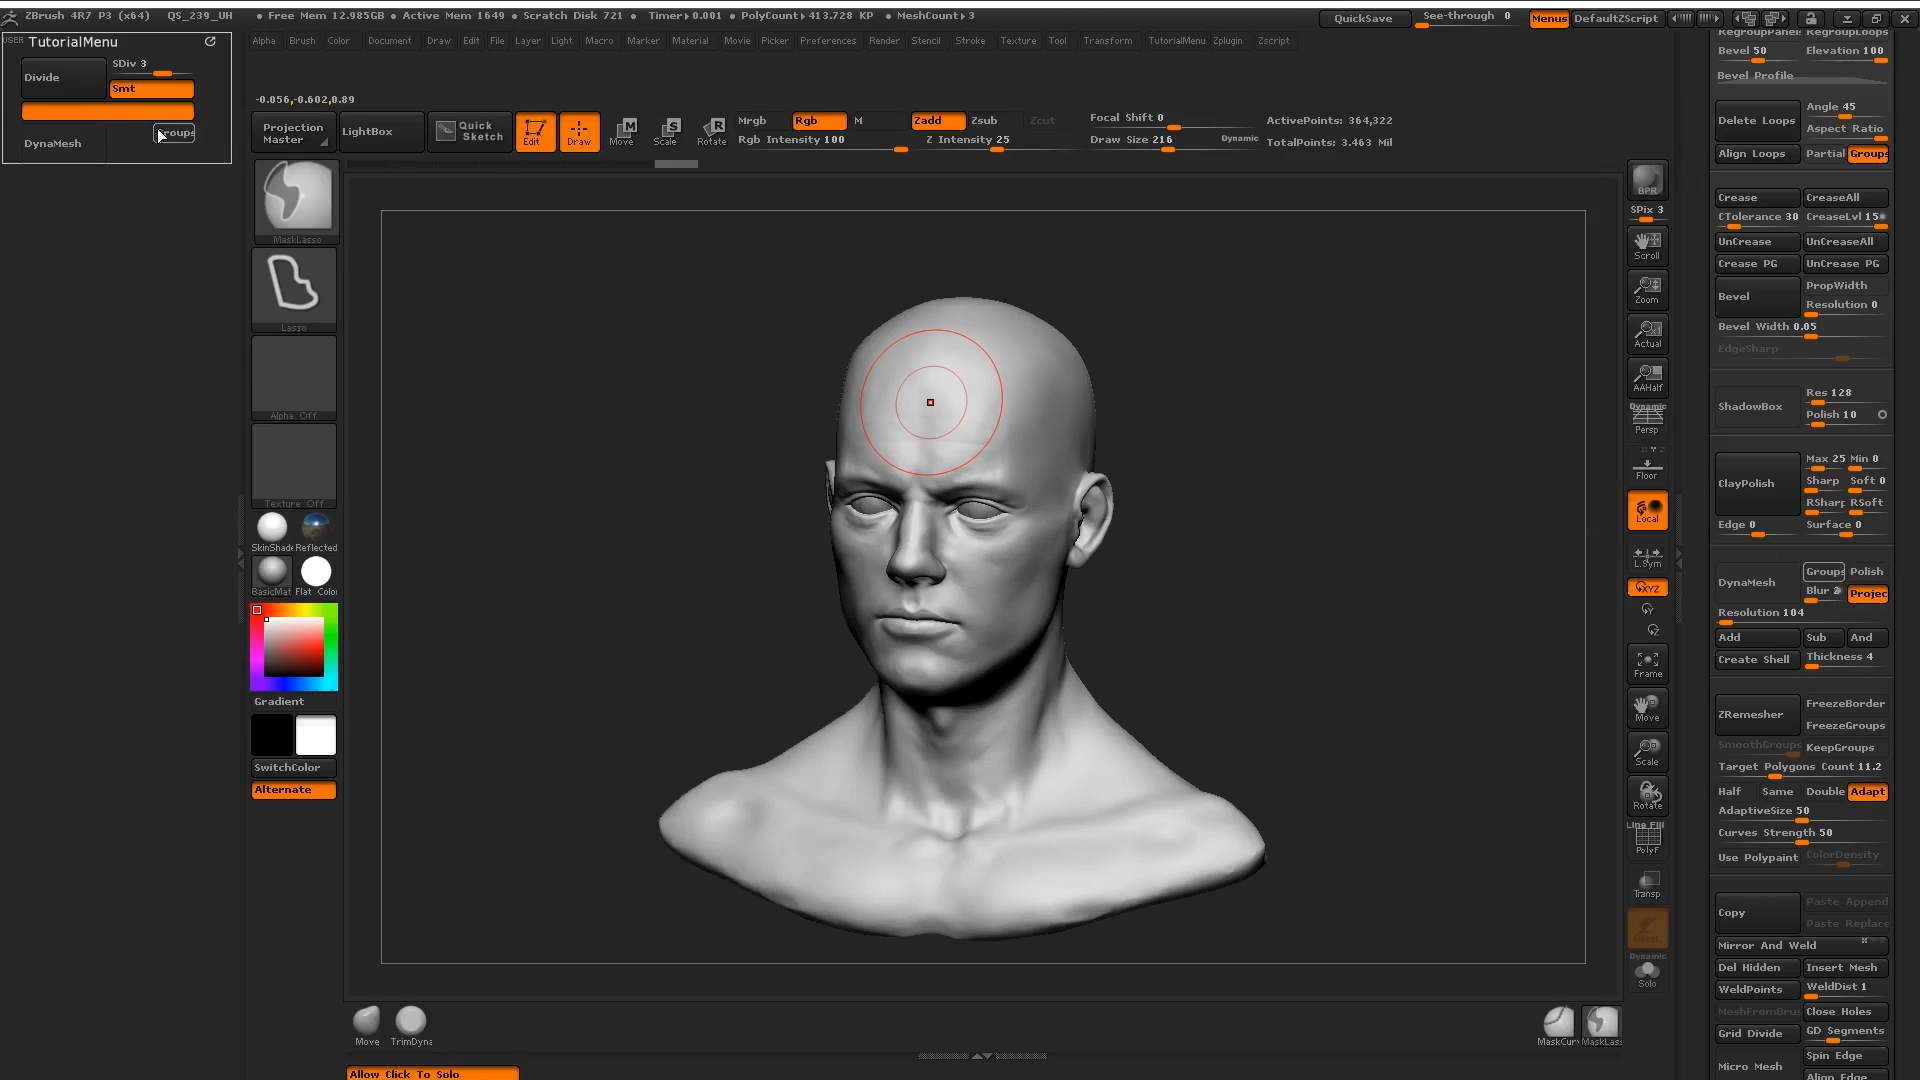 ZBrush 4R7 P3 (x64) QS_239_UH • Free Mem 12.985GB • Active Mem 1649 • Scratch Disk 721 • Timer▸0.001 • PolyCount▸413.728 KP • MeshCount▸3 QuickSave See-through 0 Menus DefaultZScript
USER TutorialMenu
Alpha Brush Color Document Draw Edit File Layer Light Macro Marker Material Movie Picker Preferences Render Stencil Stroke Texture Tool Transform TutorialMenu Zplugin Zscript
Divide
SDiv 3
Smt
DynaMesh
-0.056,-0.602,0.89
Projection Master
LightBox
Quick Sketch
Edit
Draw
Move
Scale
Rotate
Mrgb Rgb M Zadd Zsub Zcut
Rgb Intensity 100 Z Intensity 25
Focal Shift 0
Draw Size 216 Dynamic
ActivePoints: 364,322
TotalPoints: 3.463 Mil
MaskLasso
Lasso
Alpha Off
Texture Off
SkinShade Reflected
BasicMat Flat Color
Gradient
SwitchColor
Alternate
BPR
SPix 3
Scroll
Zoom
Actual
AAHalf
Dynamic
Persp
Floor
Local
L.Sym
XYZ
Frame
Move
Scale
Rotate
Line Fill
PolyF
Transp
Dynamic
Solo
Move TrimDyna
MaskCur MaskLas
Allow Click To Solo
RegroupPanel RegroupLoops
Bevel 50 Elevation 100
Bevel Profile
Delete Loops Angle 45
Aspect Ratio
Align Loops Partial Groups
Crease CreaseAll
CTolerance 30 CreaseLvl 15
UnCrease UnCreaseAll
Crease PG UnCrease PG
Bevel PropWidth
Resolution 0
Bevel Width 0.05
EdgeSharp
ShadowBox Res 128
Polish 10
ClayPolish Max 25 Min 0
Sharp Soft 0
RSharp RSoft
Edge 0 Surface 0
DynaMesh Groups Polish
Blur 2 Projec
Resolution 104
Add Sub And
Create Shell Thickness 4
ZRemesher FreezeBorder
FreezeGroups
SmoothGroups KeepGroups
Target Polygons Count 11.2
Half Same Double Adapt
AdaptiveSize 50
Curves Strength 50
Use Polypaint ColorDensity
Copy Paste Append
Paste Replace
Mirror And Weld
Del Hidden Insert Mesh
WeldPoints WeldDist 1
MeshFromBrus Close Holes
Grid Divide GD Segments
Micro Mesh Spin Edge
Align Edge